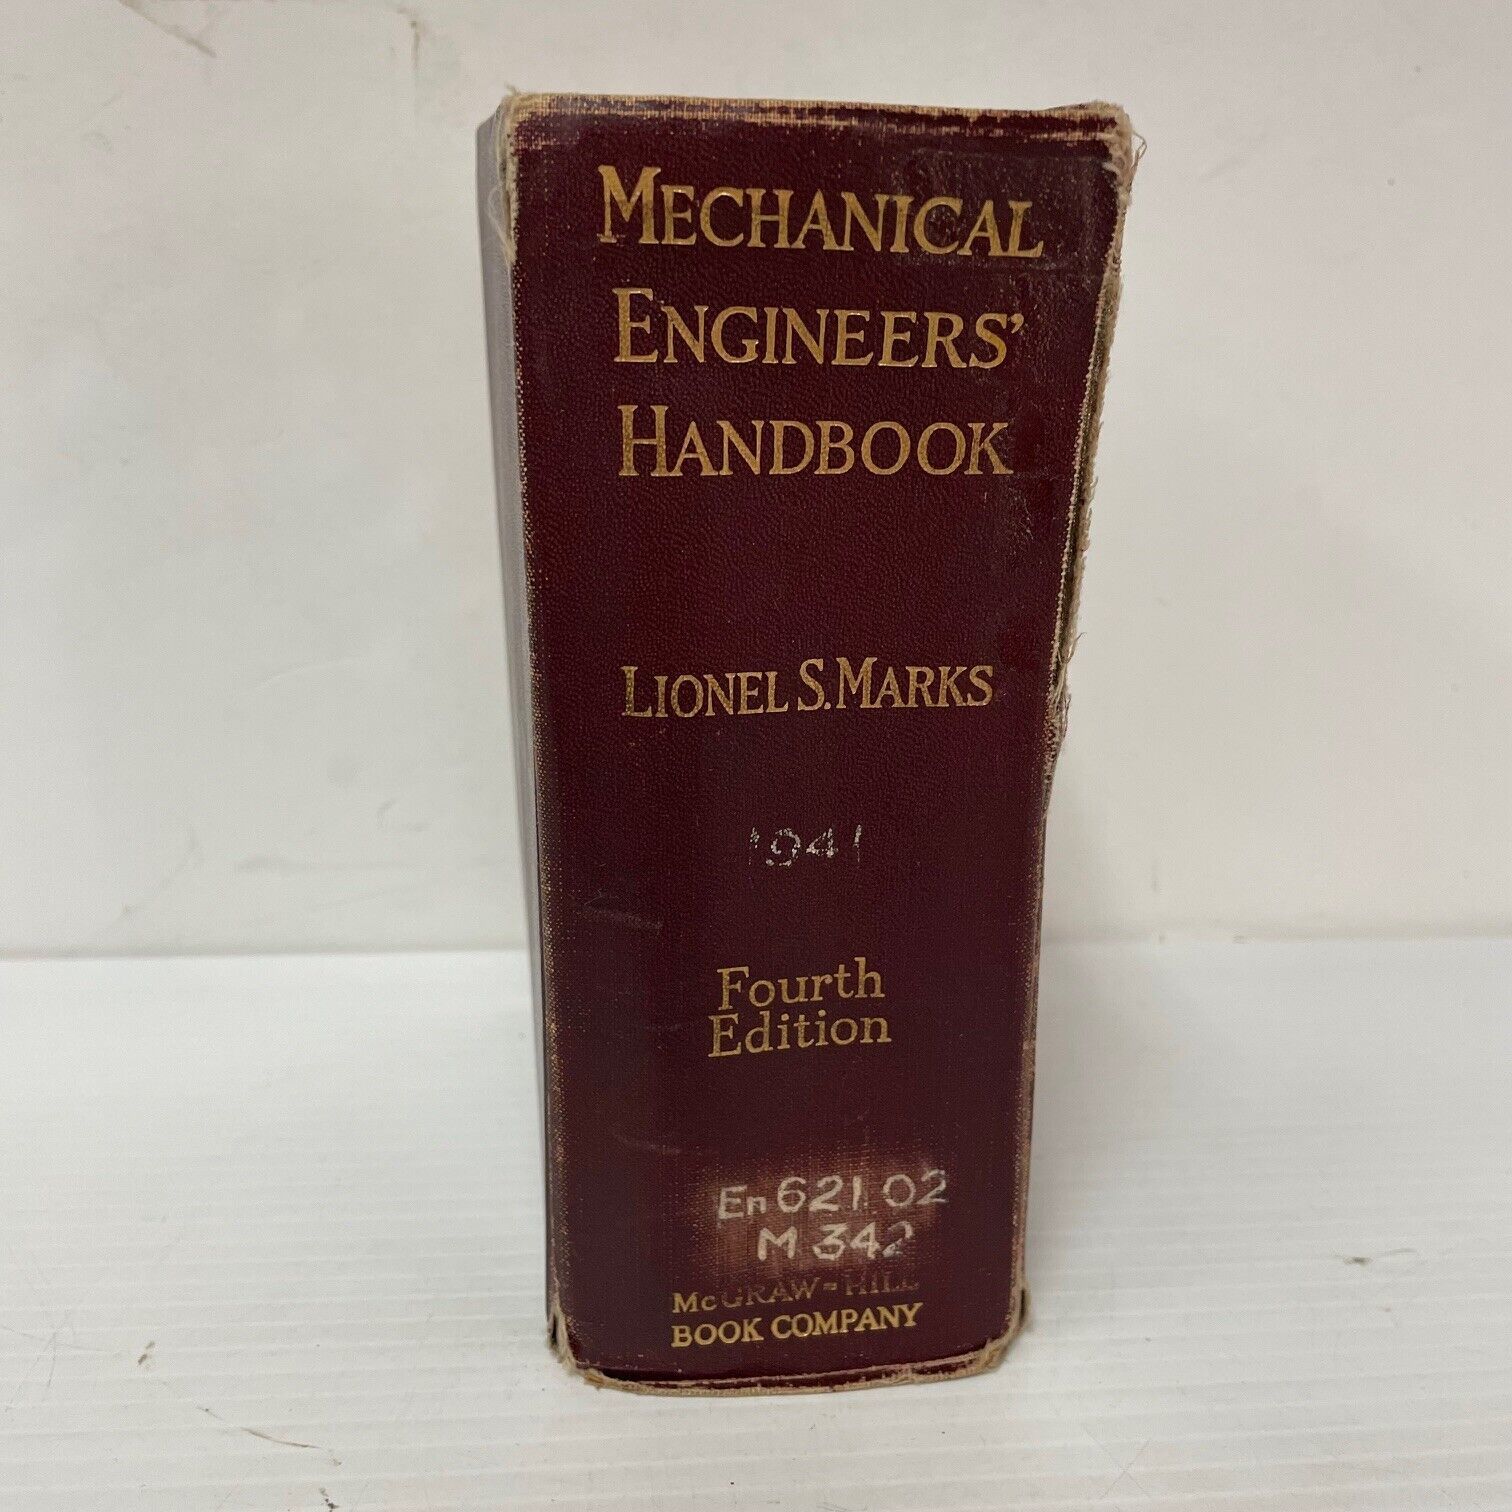 MECHANICAL
ENGINEERS'
HANDBOOK
LIONEL S. MARKS
1941
Fourth
Edition
En 621.02
M 342
McGRAW-HILL
BOOK COMPANY